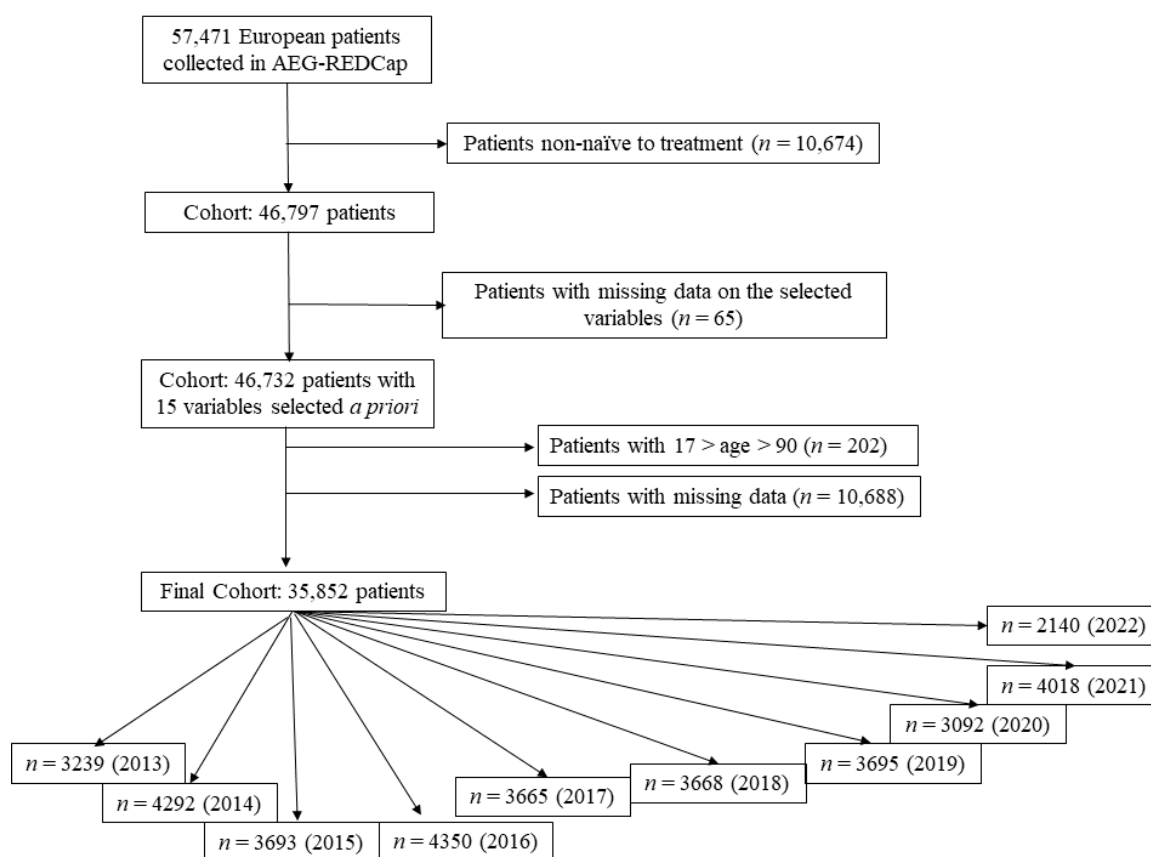 57,471 European patients
collected in AEG-REDCap
Patients non-naïve to treatment (n = 10,674)
Cohort: 46,797 patients
Patients with missing data on the selected
variables (n = 65)
Cohort: 46,732 patients with
15 variables selected a priori
Patients with 17 > age > 90 (n = 202)
Patients with missing data (n = 10,688)
Final Cohort: 35,852 patients
n = 3239 (2013)
n = 4292 (2014)
n = 3693 (2015)
n = 4350 (2016)
n = 3665 (2017)
n = 3668 (2018)
n = 3695 (2019)
n = 3092 (2020)
n = 4018 (2021)
n = 2140 (2022)